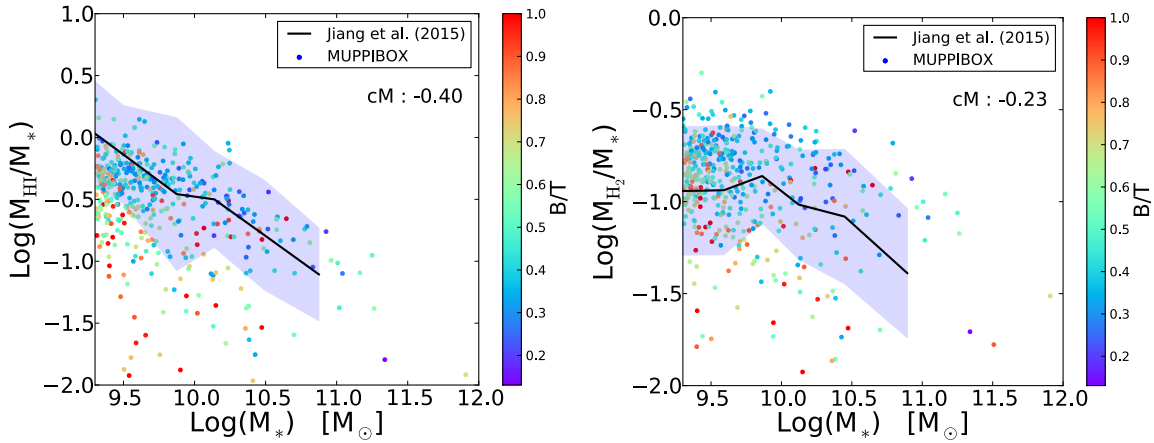 1.0
0.5
0.0
−0.5
−1.0
−1.5
−2.0
Log(M_HI/M_*)
Jiang et al. (2015)
MUPPIBOX
cM : -0.40
9.5 10.0 10.5 11.0 11.5 12.0
Log(M_*) [M_⊙]
1.0
0.9
0.8
0.7
0.6
0.5
0.4
0.3
0.2
B/T
0.0
−0.5
−1.0
−1.5
−2.0
Log(M_H₂/M_*)
Jiang et al. (2015)
MUPPIBOX
cM : -0.23
9.5 10.0 10.5 11.0 11.5 12.0
Log(M_*) [M_⊙]
1.0
0.9
0.8
0.7
0.6
0.5
0.4
0.3
0.2
B/T